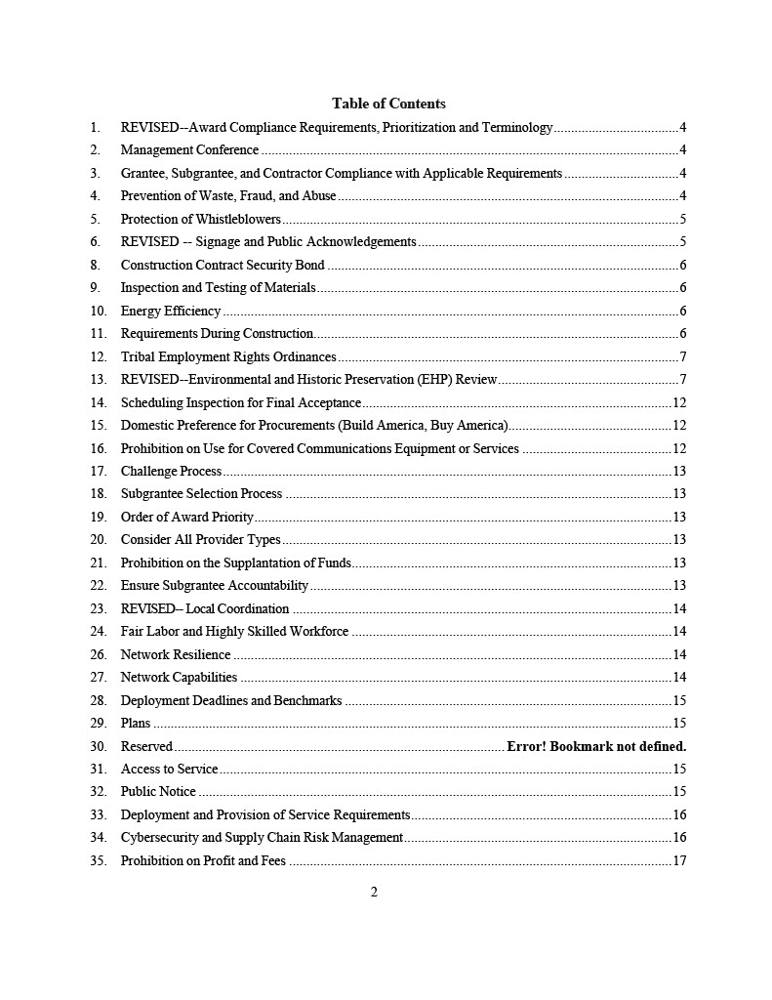 Table of Contents
1. REVISED--Award Compliance Requirements, Prioritization and Terminology....................................4
2. Management Conference....................................4
3. Grantee, Subgrantee, and Contractor Compliance with Applicable Requirements....................................4
4. Prevention of Waste, Fraud, and Abuse....................................4
5. Protection of Whistleblowers....................................5
6. REVISED -- Signage and Public Acknowledgements....................................5
8. Construction Contract Security Bond....................................6
9. Inspection and Testing of Materials....................................6
10. Energy Efficiency....................................6
11. Requirements During Construction....................................6
12. Tribal Employment Rights Ordinances....................................7
13. REVISED--Environmental and Historic Preservation (EHP) Review....................................7
14. Scheduling Inspection for Final Acceptance....................................12
15. Domestic Preference for Procurements (Build America, Buy America)....................................12
16. Prohibition on Use for Covered Communications Equipment or Services....................................12
17. Challenge Process....................................13
18. Subgrantee Selection Process....................................13
19. Order of Award Priority....................................13
20. Consider All Provider Types....................................13
21. Prohibition on the Supplantation of Funds....................................13
22. Ensure Subgrantee Accountability....................................13
23. REVISED-- Local Coordination....................................14
24. Fair Labor and Highly Skilled Workforce....................................14
26. Network Resilience....................................14
27. Network Capabilities....................................14
28. Deployment Deadlines and Benchmarks....................................15
29. Plans....................................15
30. Reserved....................................Error! Bookmark not defined.
31. Access to Service....................................15
32. Public Notice....................................15
33. Deployment and Provision of Service Requirements....................................16
34. Cybersecurity and Supply Chain Risk Management....................................16
35. Prohibition on Profit and Fees....................................17
2